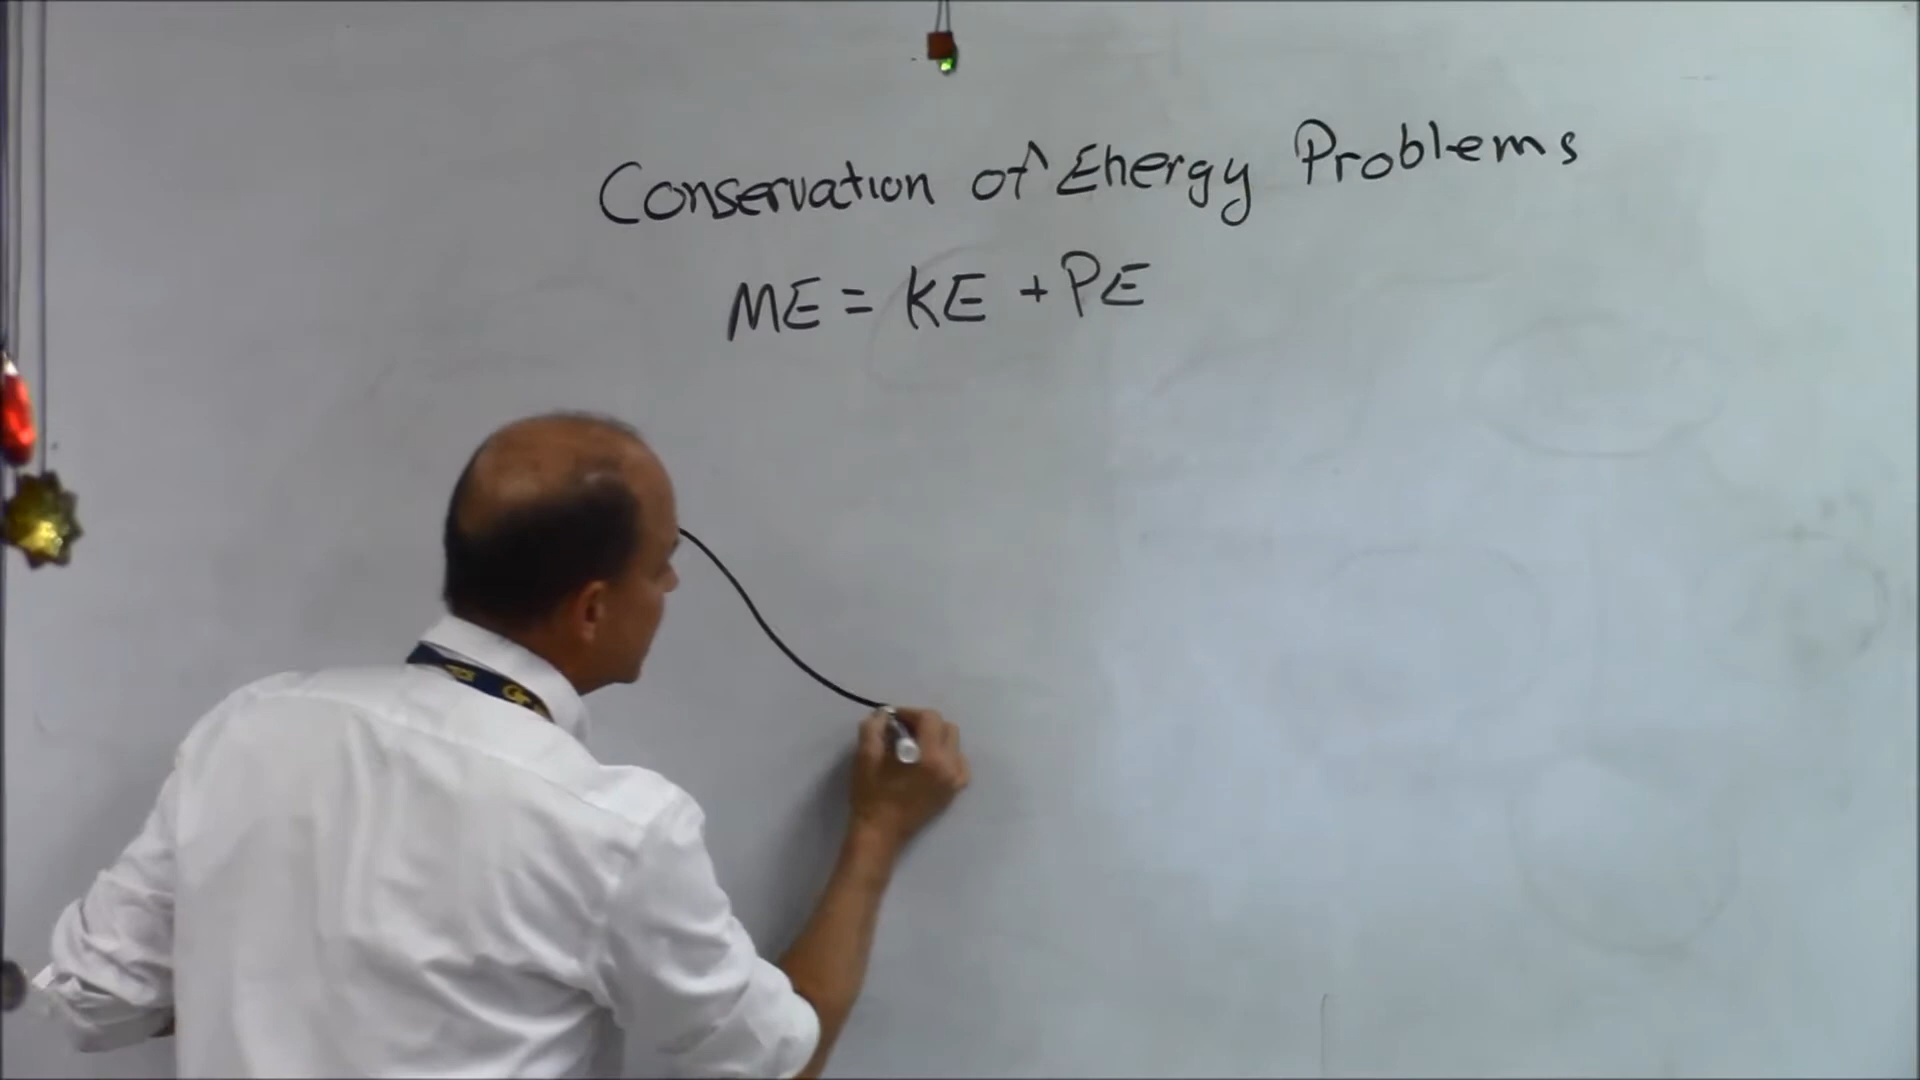 Conservation of Energy Problems
ME = KE + PE